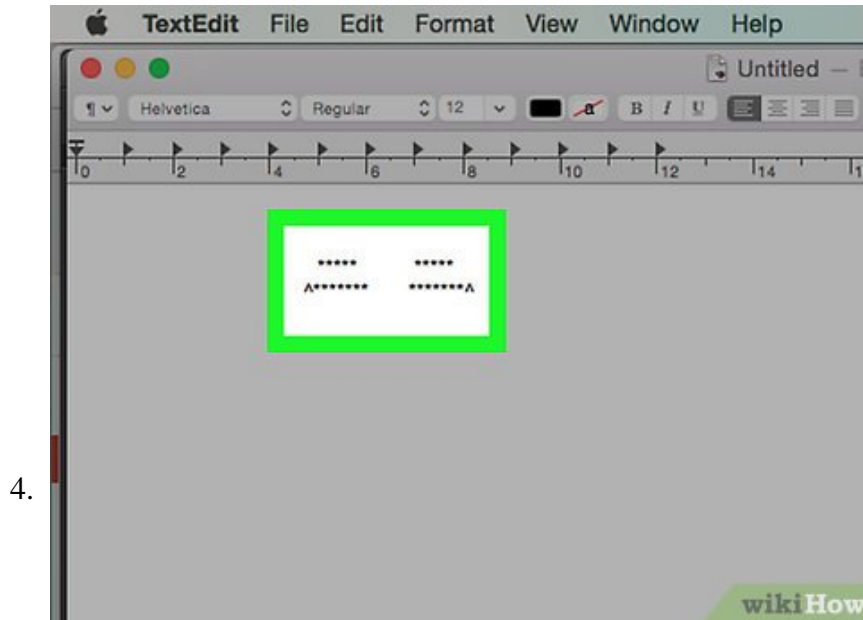 TextEdit File Edit Format View Window Help
Untitled —
¶ Helvetica Regular 12 a B I U
0 2 4 6 8 10 12 14 1
***** *****
^******* *******^
4.
wikiHow